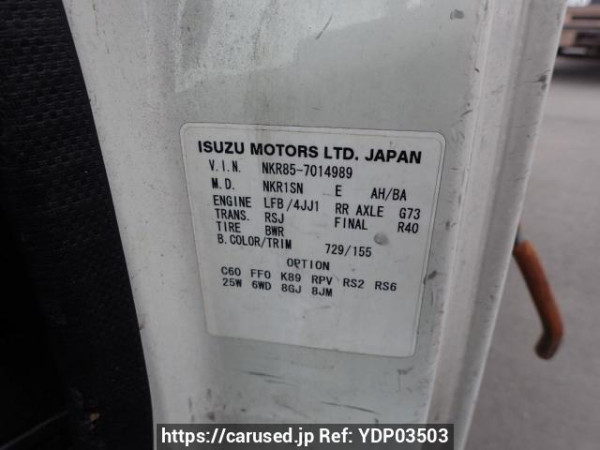 ISUZU MOTORS LTD. JAPAN
V.I.N. NKR85-7014989
M.D. NKR1SN E AH/BA
ENGINE LFB/4JJ1 RR AXLE G73
TRANS. RSJ FINAL R40
TIRE BWR
B.COLOR/TRIM 729/155
OPTION
C60 FFO K89 RPV RS2 RS6
25W 6WD 8GJ 8JM
https://carused.jp Ref: YDP03503